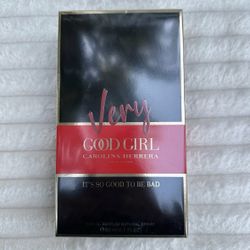 Very
GOOD GIRL
CAROLINA HERRERA
IT'S SO GOOD TO BE BAD